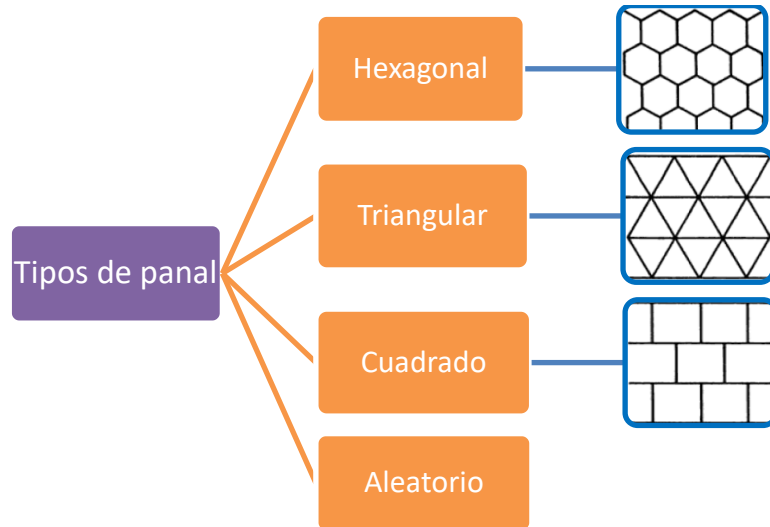 Hexagonal
Triangular
Tipos de panal
Cuadrado
Aleatorio